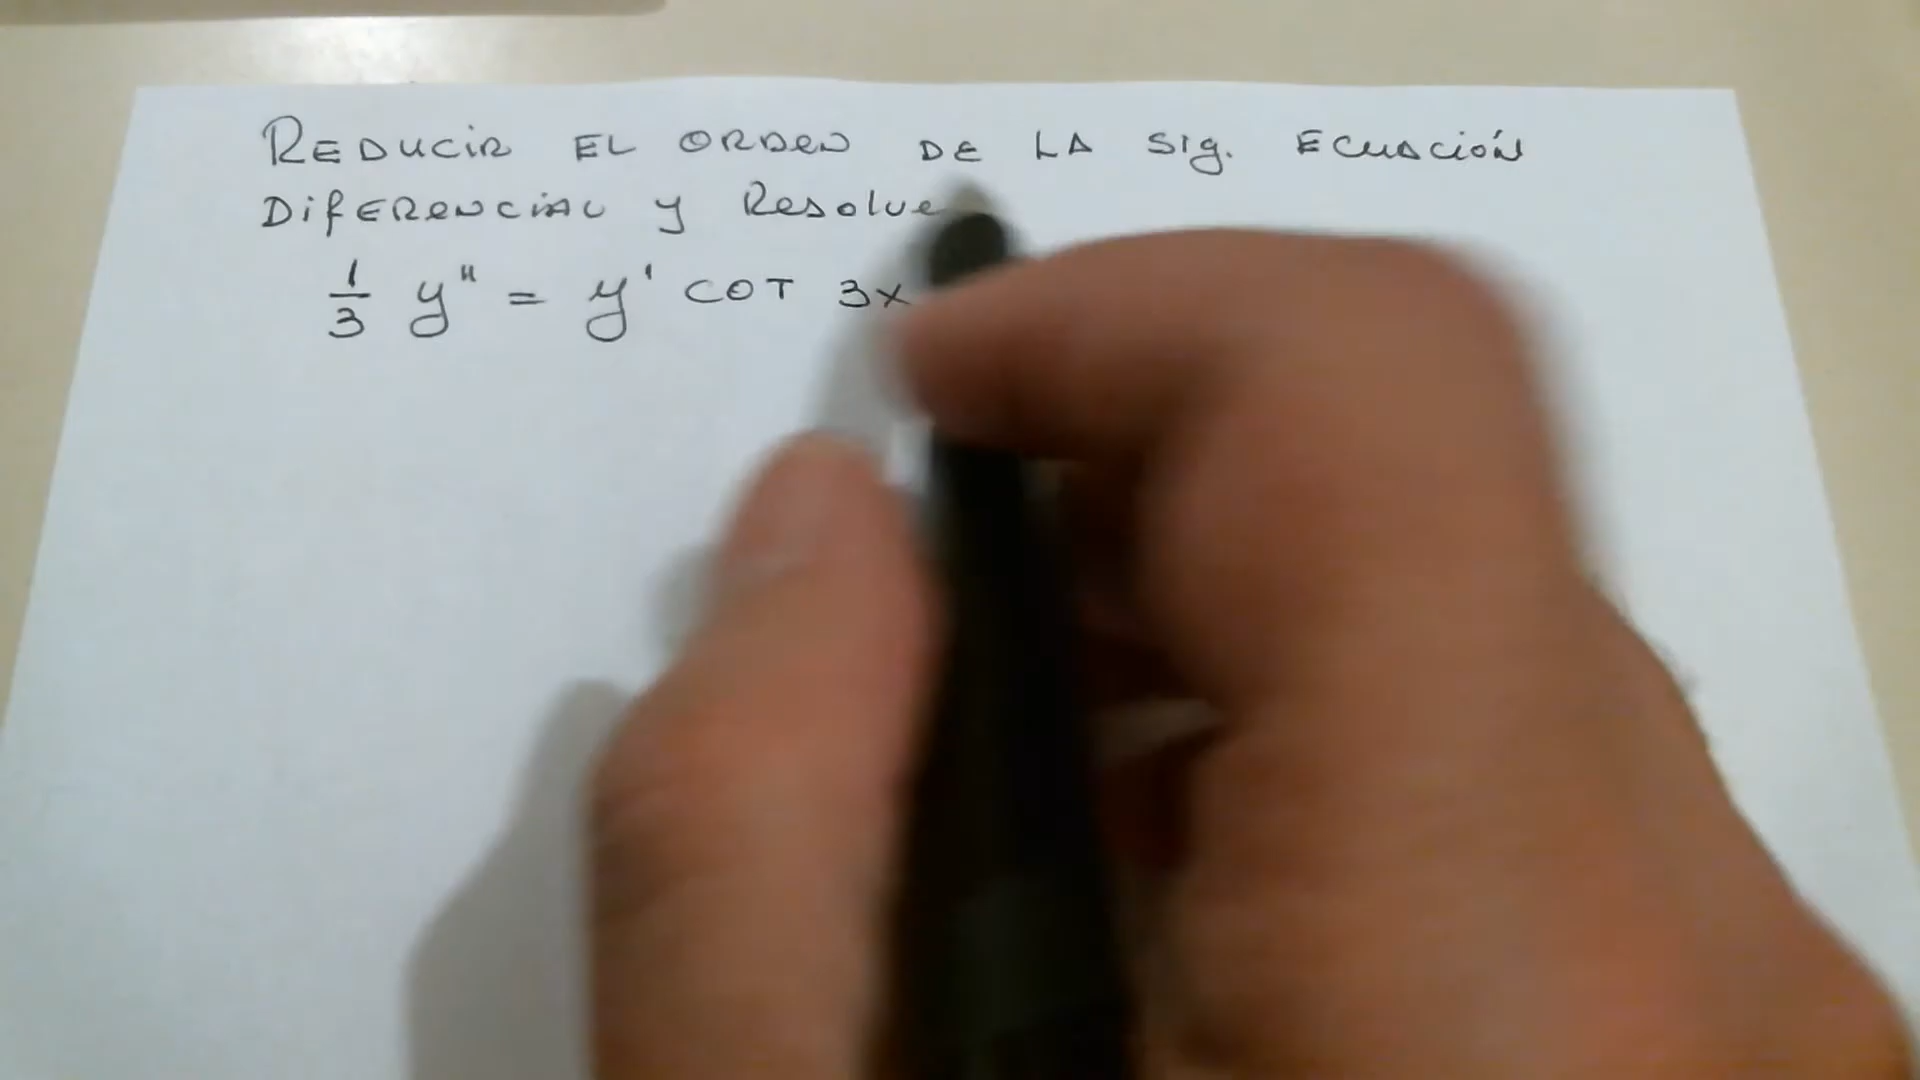 REDUCIR EL ORDEN DE LA SIG. ECUACIÓN
DIFERENCIAL y Resolve
1/3 y" = y' COT 3x